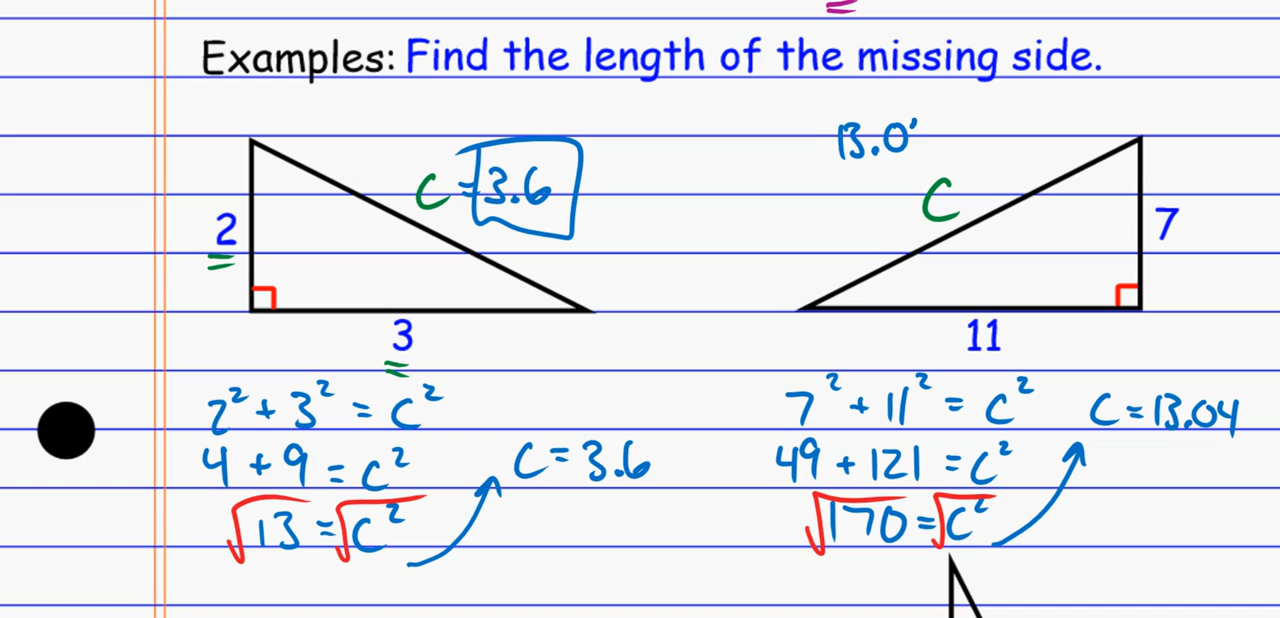 Examples: Find the length of the missing side.
C = 3.6
2
3
13.0
C
7
11
2² + 3² = C²
4 + 9 = C²
√13 = √C²
C = 3.6
7² + 11² = C²
49 + 121 = C²
√170 = √C²
C = 13.04